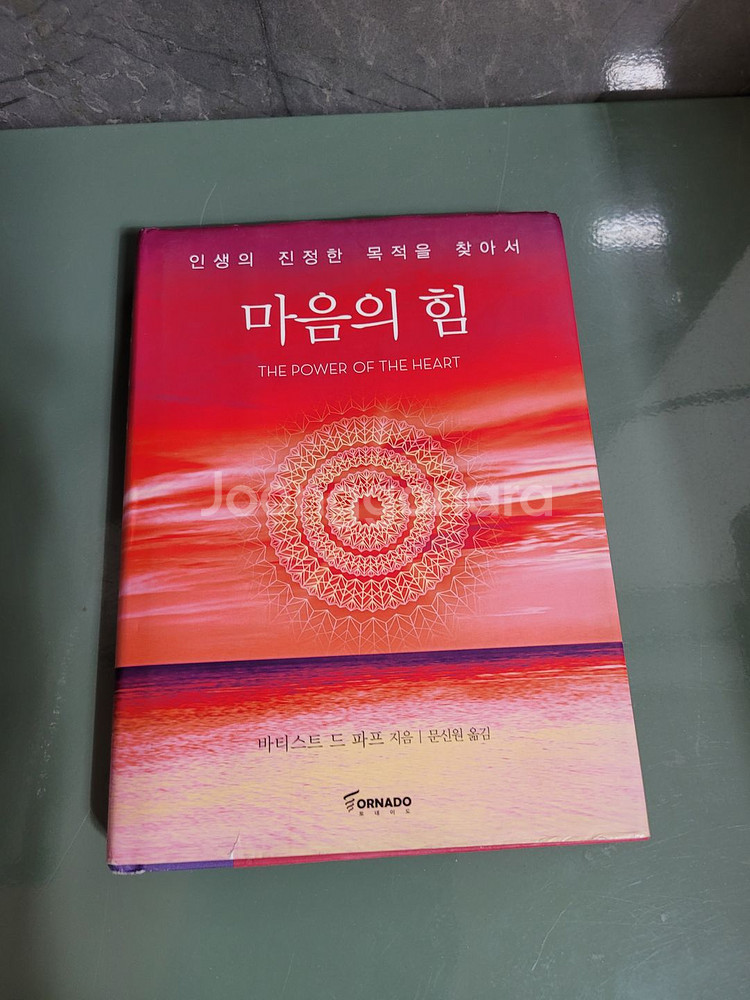 인생의 진정한 목적을 찾아서
마음의 힘
THE POWER OF THE HEART
Joonggonara
바티스트 드 파프 지음 | 문신원 옮김
TORNADO
토네이도